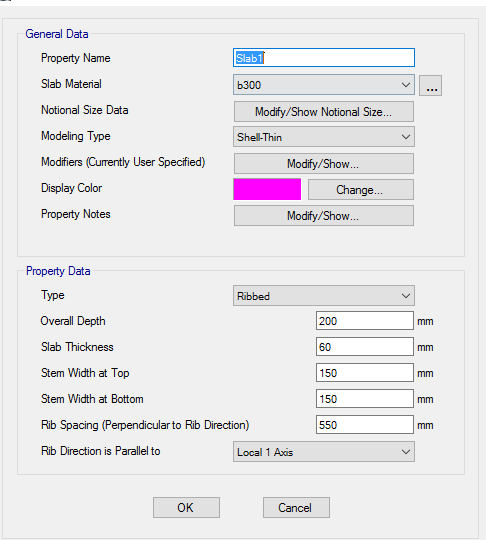 General Data
Property Name Slab1
Slab Material b300 ...
Notional Size Data Modify/Show Notional Size...
Modeling Type Shell-Thin
Modifiers (Currently User Specified) Modify/Show...
Display Color Change...
Property Notes Modify/Show...
Property Data
Type Ribbed
Overall Depth 200 mm
Slab Thickness 60 mm
Stem Width at Top 150 mm
Stem Width at Bottom 150 mm
Rib Spacing (Perpendicular to Rib Direction) 550 mm
Rib Direction is Parallel to Local 1 Axis
OK Cancel